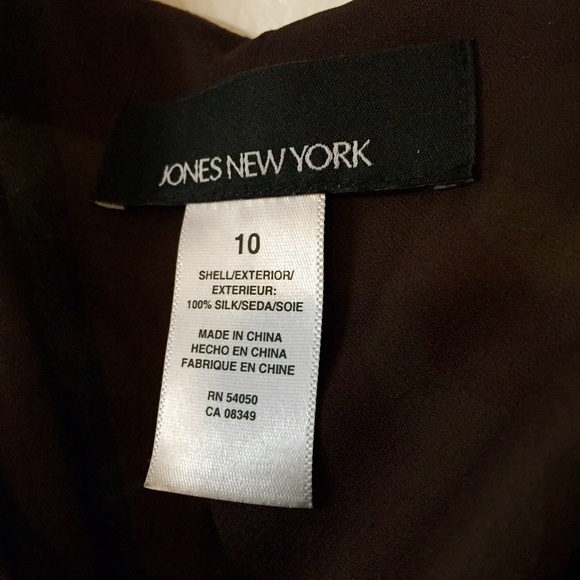 JONES NEW YORK
10
SHELL/EXTERIOR/
EXTERIEUR:
100% SILK/SEDA/SOIE
MADE IN CHINA
HECHO EN CHINA
FABRIQUE EN CHINE
RN 54050
CA 08349